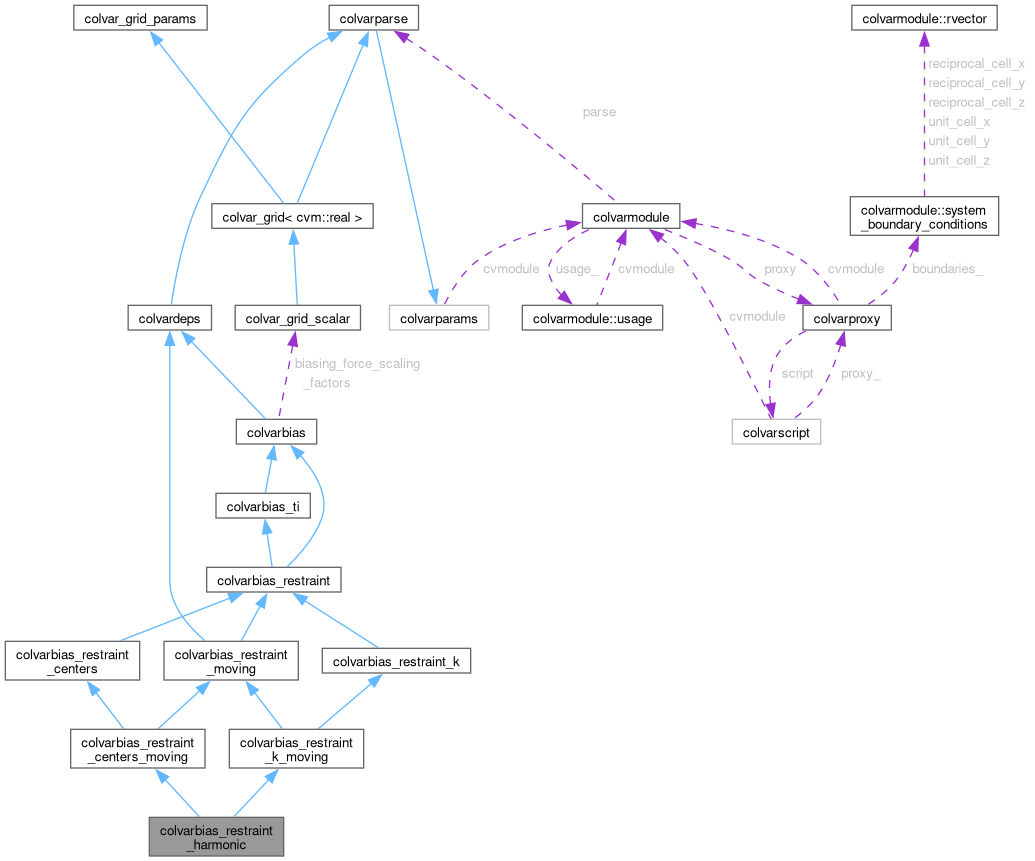 colvar_grid_params
colvarparse
colvarmodule::rvector
reciprocal_cell_x
reciprocal_cell_y
reciprocal_cell_z
unit_cell_x
unit_cell_y
unit_cell_z
parse
colvar_grid< cvm::real >
colvarmodule
colvarmodule::system
_boundary_conditions
cvmodule
usage_
cvmodule
proxy
cvmodule
boundaries_
colvardeps
colvar_grid_scalar
colvarparams
colvarmodule::usage
cvmodule
colvarproxy
biasing_force_scaling
_factors
script
proxy_
colvarbias
colvarscript
colvarbias_ti
colvarbias_restraint
colvarbias_restraint
_centers
colvarbias_restraint
_moving
colvarbias_restraint_k
colvarbias_restraint
_centers_moving
colvarbias_restraint
_k_moving
colvarbias_restraint
_harmonic